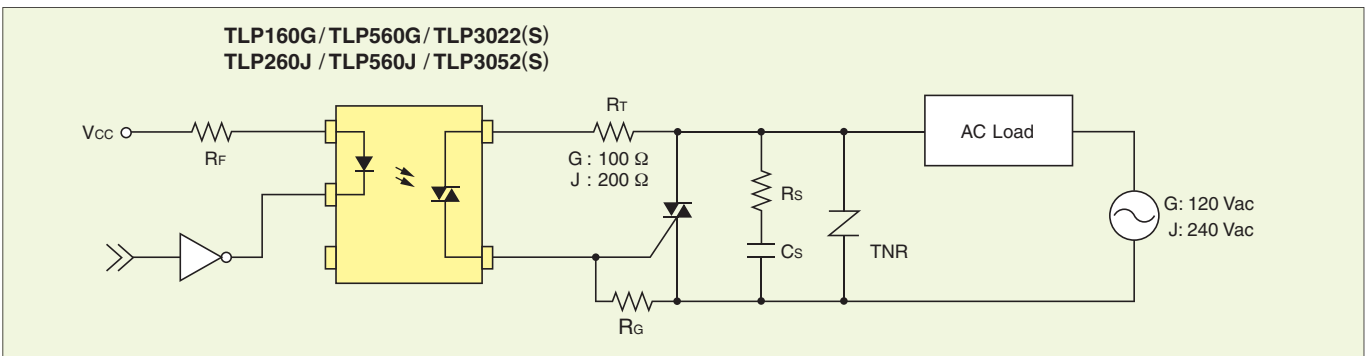 TLP160G/TLP560G/TLP3022(S)
TLP260J /TLP560J /TLP3052(S)
VCC
RF
RT
G : 100 Ω
J : 200 Ω
RS
CS
TNR
RG
AC Load
G: 120 Vac
J: 240 Vac